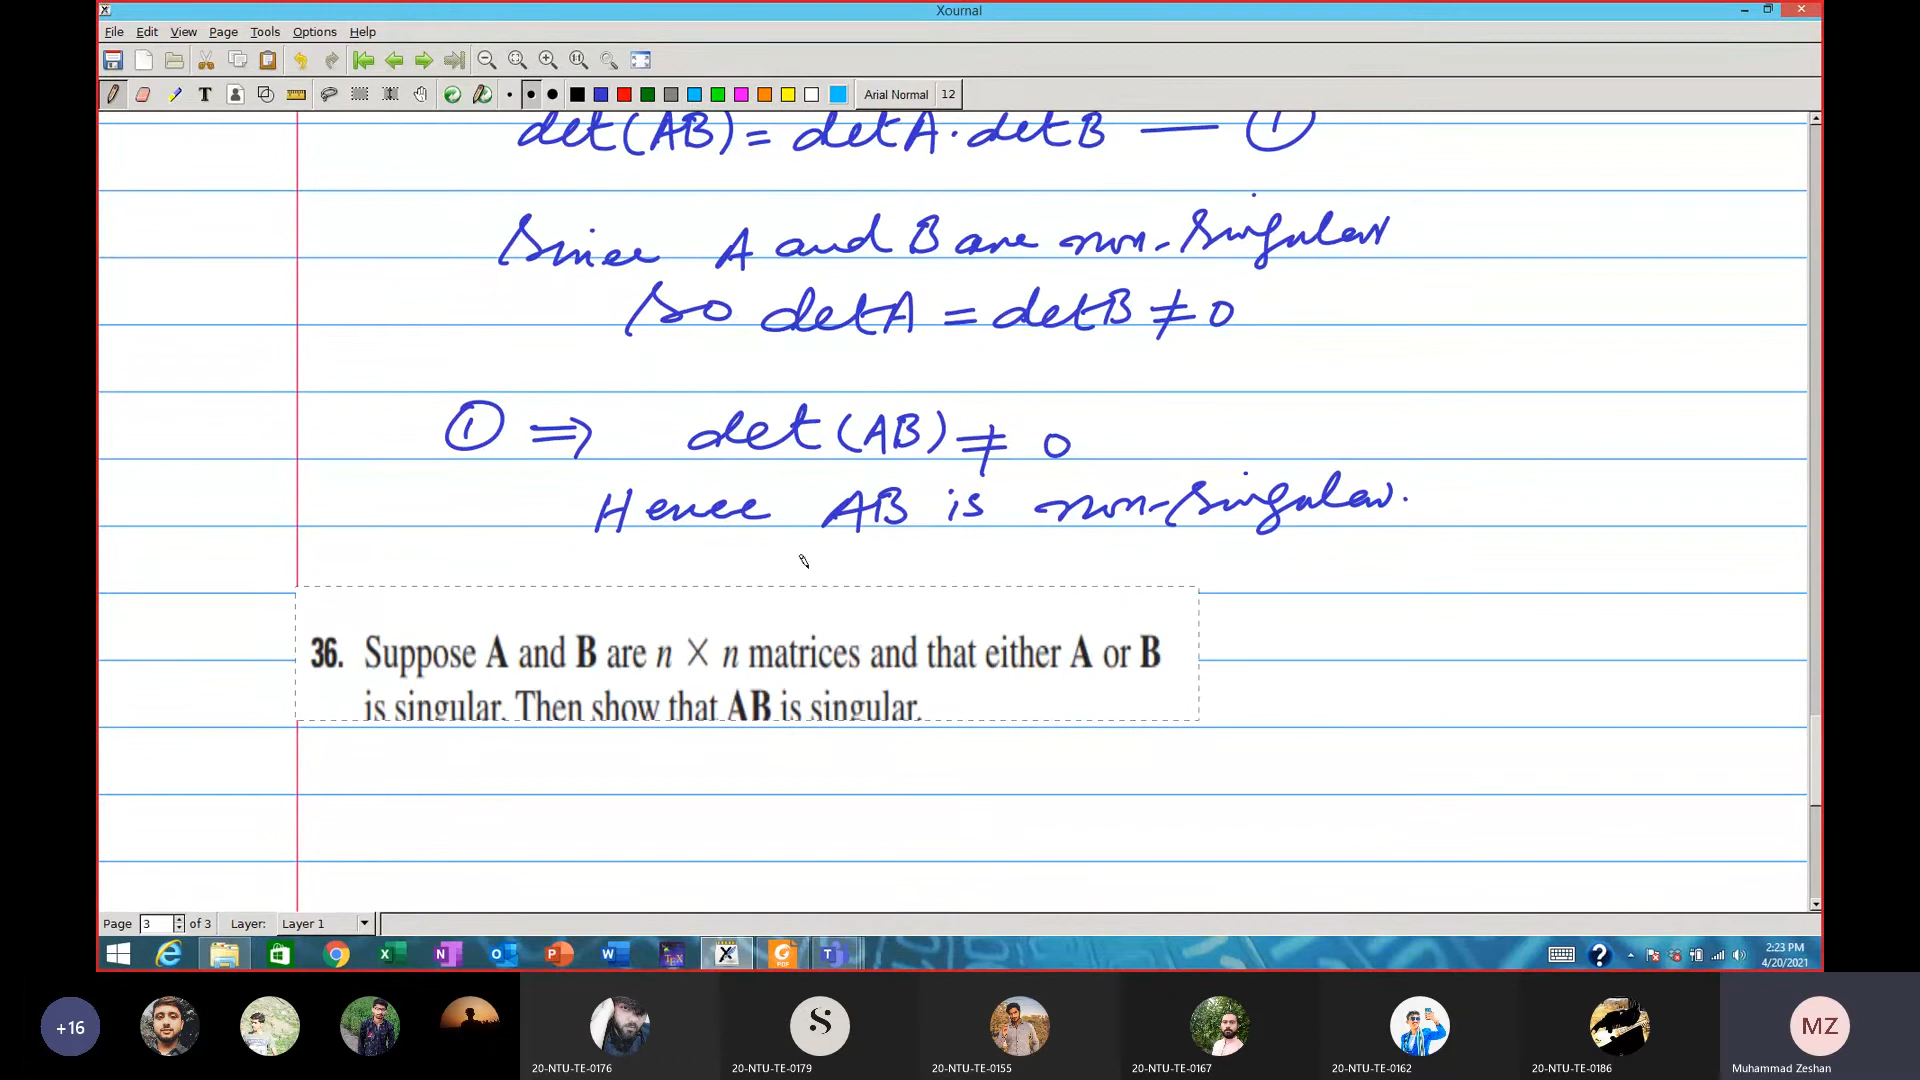 Xournal
File Edit View Page Tools Options Help
Arial Normal 12
det(AB) = detA . detB — ①
Since A and B are non-singular
So detA = detB ≠ 0
① ⇒ det(AB) ≠ 0
Hence AB is non-singular.
36. Suppose A and B are n × n matrices and that either A or B
is singular. Then show that AB is singular.
Page 3 of 3 Layer: Layer 1
2:23 PM
4/20/2021
+16
S
MZ
20-NTU-TE-0176 20-NTU-TE-0179 20-NTU-TE-0155 20-NTU-TE-0167 20-NTU-TE-0162 20-NTU-TE-0186 Muhammad Zeshan